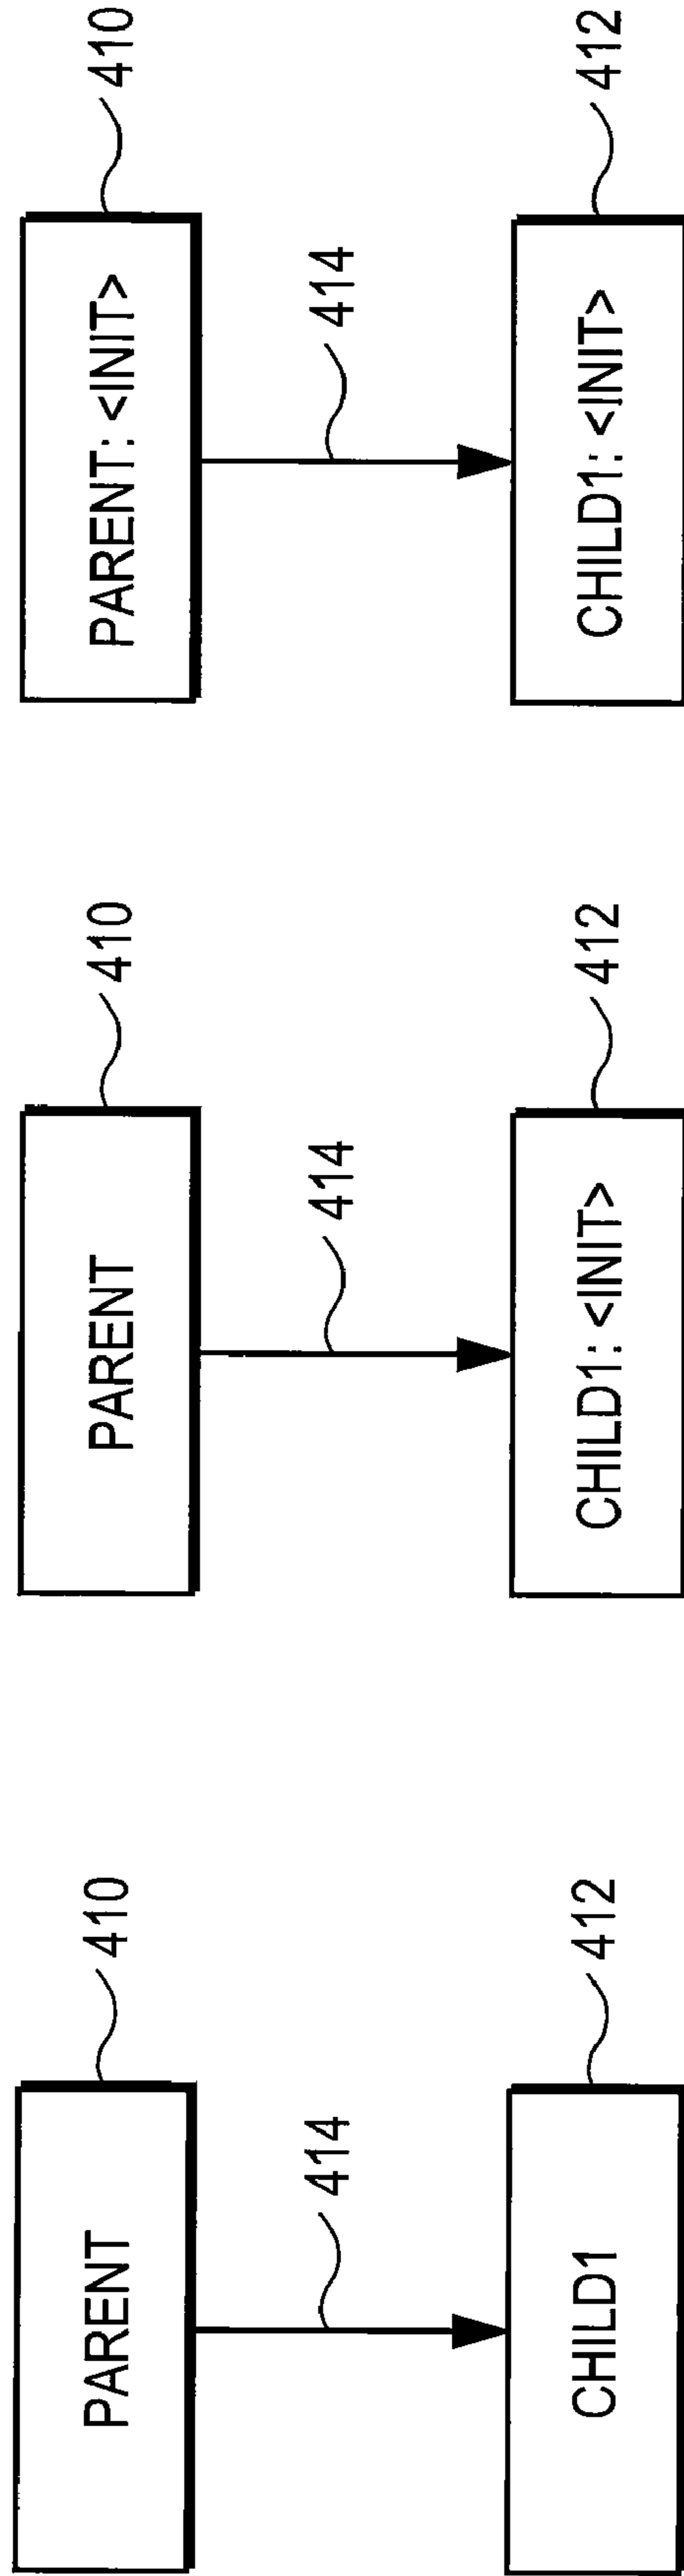 PARENT
410
414
CHILD1
412
PARENT
410
414
CHILD1: <INIT>
412
PARENT: <INIT>
410
414
CHILD1: <INIT>
412